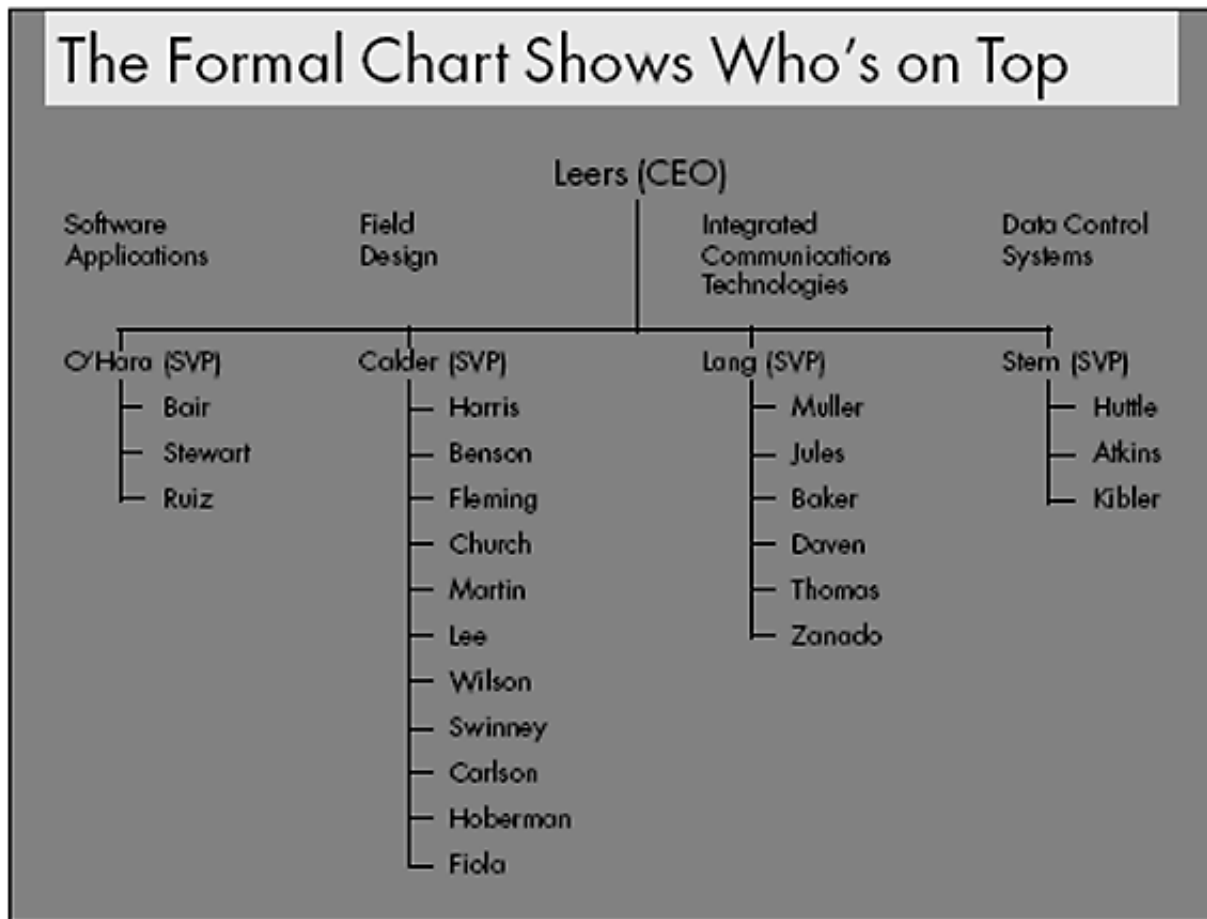 The Formal Chart Shows Who's on Top
Leers (CEO)
Software
Applications
Field
Design
Integrated
Communications
Technologies
Data Control
Systems
O'Hara (SVP)
Bair
Stewart
Ruiz
Calder (SVP)
Harris
Benson
Fleming
Church
Martin
Lee
Wilson
Swinney
Carlson
Hoberman
Fiola
Lang (SVP)
Muller
Jules
Baker
Daven
Thomas
Zanado
Stern (SVP)
Huttle
Atkins
Kibler